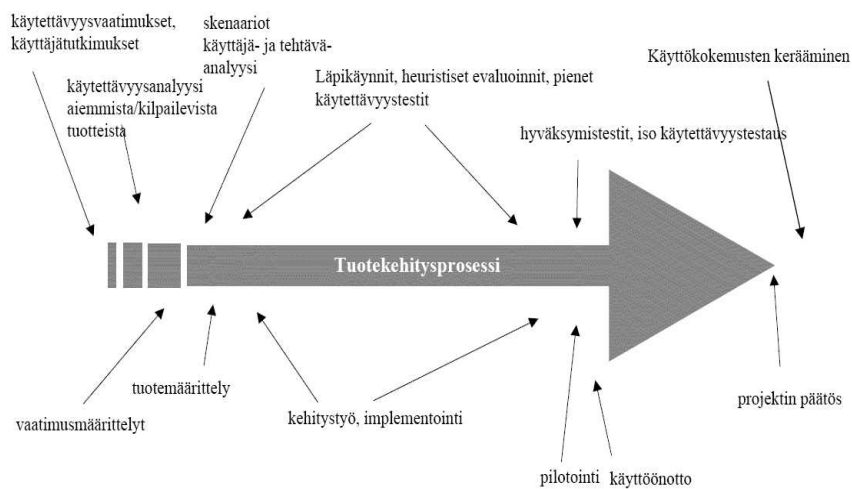 käytettävyysvaatimukset,
käyttäjätutkimukset
skenaariot
käyttäjä- ja tehtävä-
analyysi
käytettävyysanalyysi
aiemmista/kilpailevista
tuotteista
Läpikäynnit, heuristiset evaluoinnit, pienet
käytettävyystestit
Käyttökokemusten kerääminen
hyväksymistestit, iso käytettävyystestaus
Tuotekehitysprosessi
tuotemäärittely
vaatimusmäärittelyt
kehitystyö, implementointi
projektin päätös
pilotointi
käyttöönotto